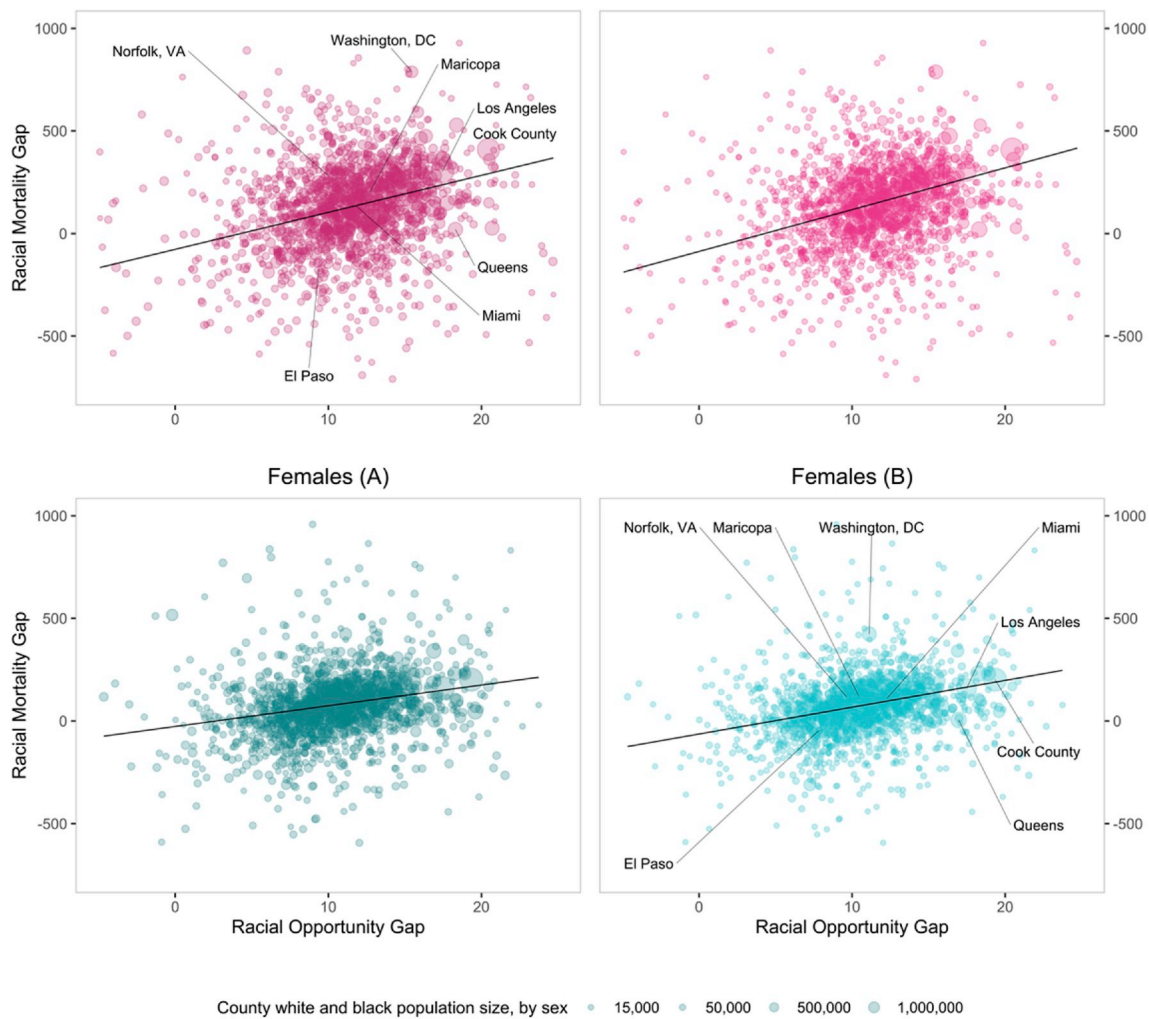 1000
500
0
-500
Racial Mortality Gap
Norfolk, VA
Washington, DC
Maricopa
Los Angeles
Cook County
Queens
Miami
El Paso
0 10 20
1000
500
0
-500
0 10 20
Females (A)
1000
500
0
-500
Racial Mortality Gap
0 10 20
Racial Opportunity Gap
Females (B)
Norfolk, VA Maricopa Washington, DC Miami
Los Angeles
Cook County
Queens
El Paso
1000
500
0
-500
0 10 20
Racial Opportunity Gap
County white and black population size, by sex 15,000 50,000 500,000 1,000,000